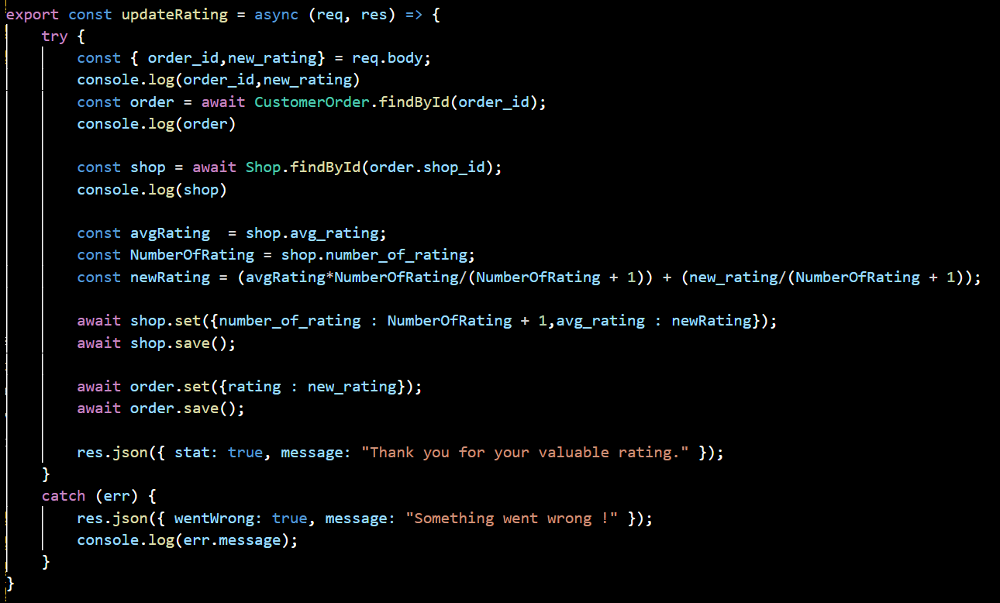 export const updateRating = async (req, res) => {
    try {
        const { order_id,new_rating} = req.body;
        console.log(order_id,new_rating)
        const order = await CustomerOrder.findById(order_id);
        console.log(order)

        const shop = await Shop.findById(order.shop_id);
        console.log(shop)

        const avgRating  = shop.avg_rating;
        const NumberOfRating = shop.number_of_rating;
        const newRating = (avgRating*NumberOfRating/(NumberOfRating + 1)) + (new_rating/(NumberOfRating + 1));

        await shop.set({number_of_rating : NumberOfRating + 1,avg_rating : newRating});
        await shop.save();

        await order.set({rating : new_rating});
        await order.save();

        res.json({ stat: true, message: "Thank you for your valuable rating." });
    }
    catch (err) {
        res.json({ wentWrong: true, message: "Something went wrong !" });
        console.log(err.message);
    }
}